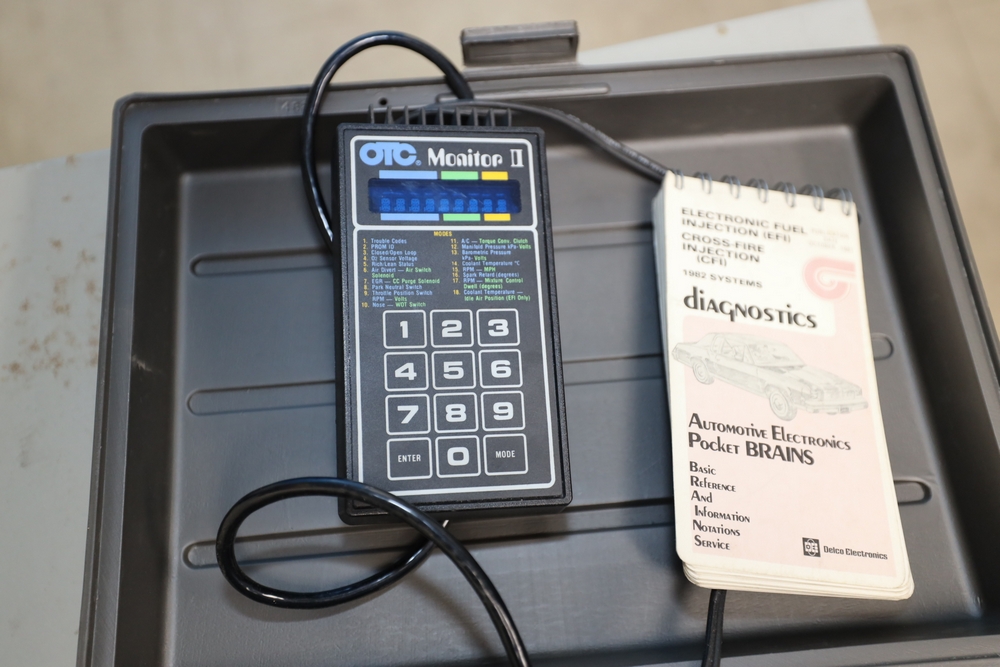 OTC® Monitor II
MODES
1. Trouble Codes
2. PROM ID
3. Closed/Open Loop
4. O₂ Sensor Voltage
5. Rich/Lean Status
6. Air Divert — Air Switch
Solenoid
7. EGR — CC Purge Solenoid
8. Park Neutral Switch
9. Throttle Position Switch
RPM — Volts
10. Nose — WOT Switch
11. A/C — Torque Conv. Clutch
12. Manifold Pressure kPa- Volts
13. Barometric Pressure
kPa- Volts
14. Coolant Temperature °C
15. RPM — MPH
16. Spark Retard (degrees)
17. RPM — Mixture Control
Dwell (degrees)
18. Coolant Temperature —
Idle Air Position (EFI Only)
1 2 3
4 5 6
7 8 9
ENTER 0 MODE
ELECTRONIC FUEL
INJECTION (EFI)
CROSS-FIRE
INJECTION
(CFI)
1982 SYSTEMS
diagnostics
AUTOMOTIVE ELECTRONICS
POCKET BRAINS
BASIC
REFERENCE
AND
INFORMATION
NOTATIONS
SERVICE
Delco Electronics